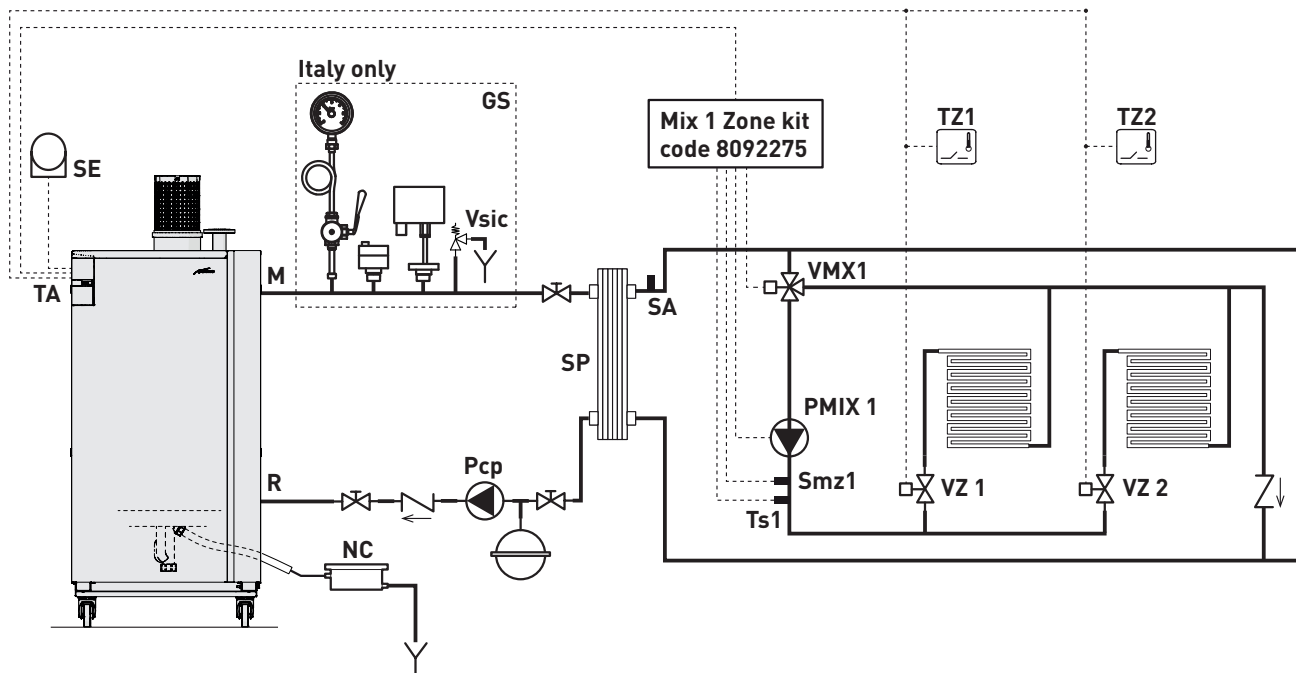 Italy only
GS
Mix 1 Zone kit
code 8092275
TZ1
TZ2
SE
Vsic
M
VMX1
TA
SA
SP
PMIX 1
Pcp
R
Smz1
VZ 1
VZ 2
Ts1
NC